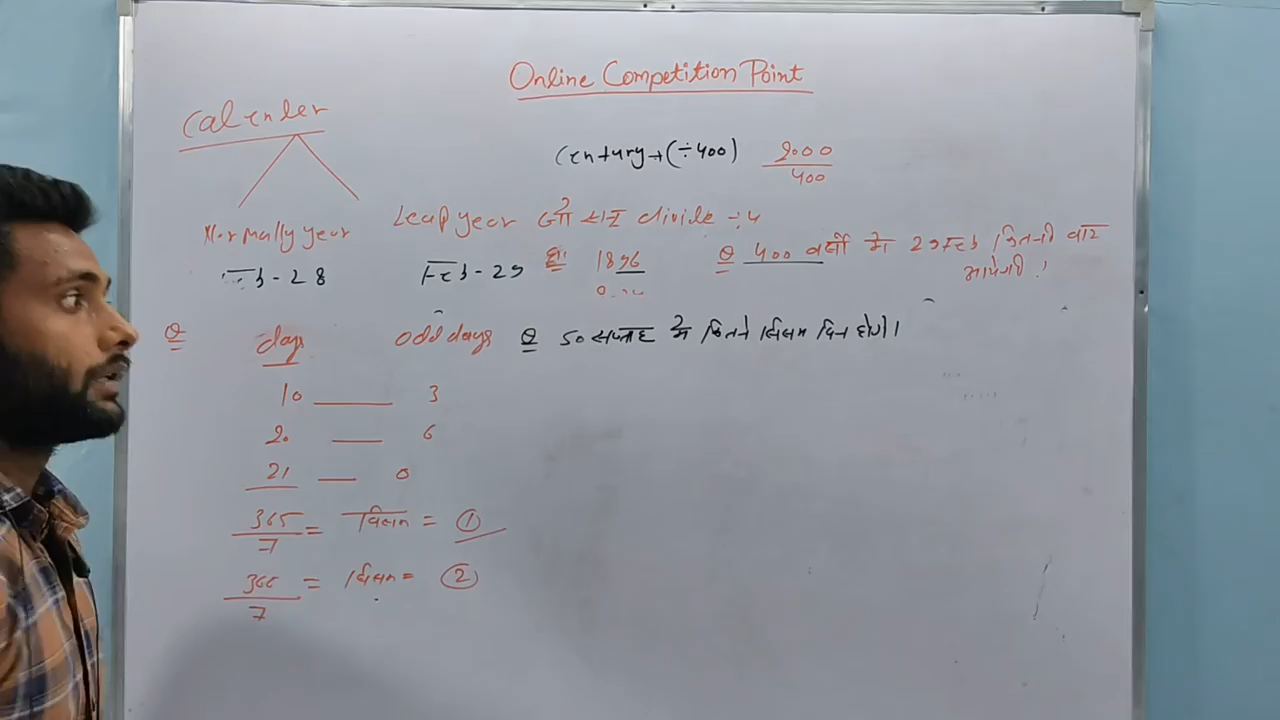 Online Competition Point
Calender
Century → (÷400) 2000/400
Normally year
Leap year जो चार divide ÷4
Feb-28
Feb-29
1896
Q 400 वर्षों में 29 Feb कितनी बार
आयेगी ?
Q days odd days
Q 50 सप्ताह में कितने विषम दिन होंगे।
10 — 3
20 — 6
21 — 0
365/7 = विषम = 1
366/7 = विषम = 2